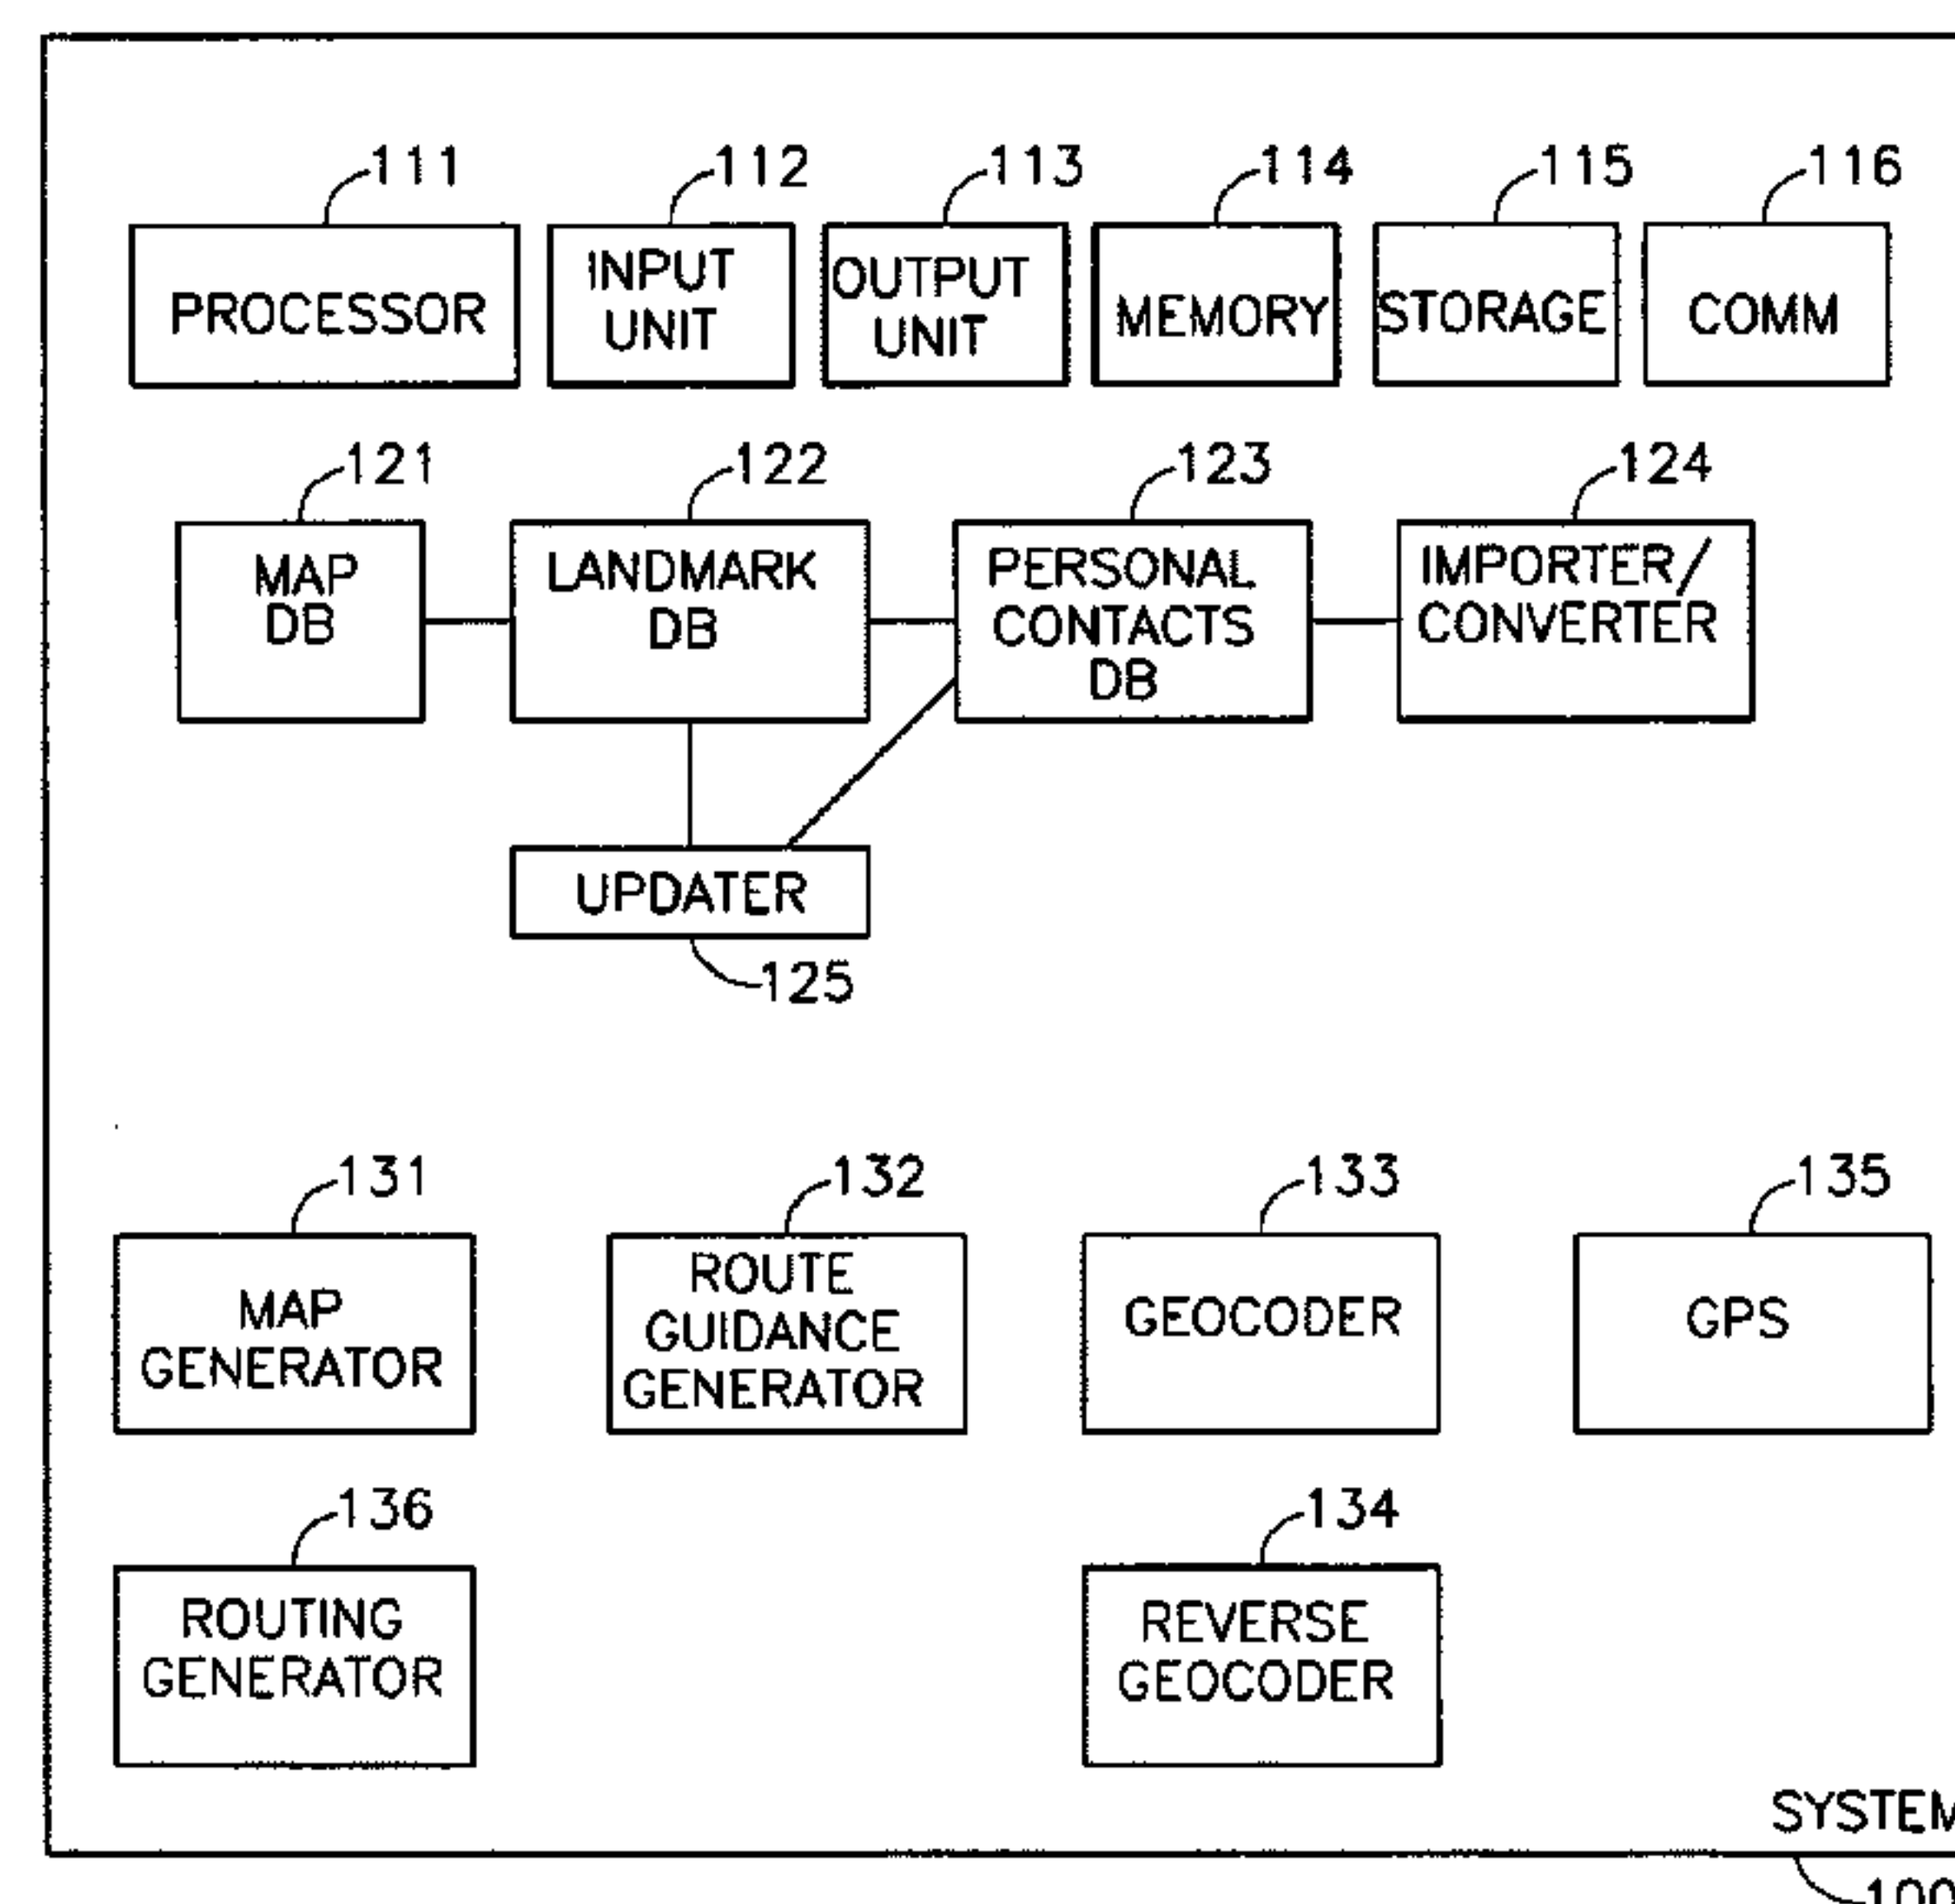 111
112
113
114
115
116
PROCESSOR
INPUT
UNIT
OUTPUT
UNIT
MEMORY
STORAGE
COMM
121
122
123
124
MAP
DB
LANDMARK
DB
PERSONAL
CONTACTS
DB
IMPORTER/
CONVERTER
UPDATER
125
131
132
133
135
MAP
GENERATOR
ROUTE
GUIDANCE
GENERATOR
GEOCODER
GPS
136
134
ROUTING
GENERATOR
REVERSE
GEOCODER
SYSTEM
100